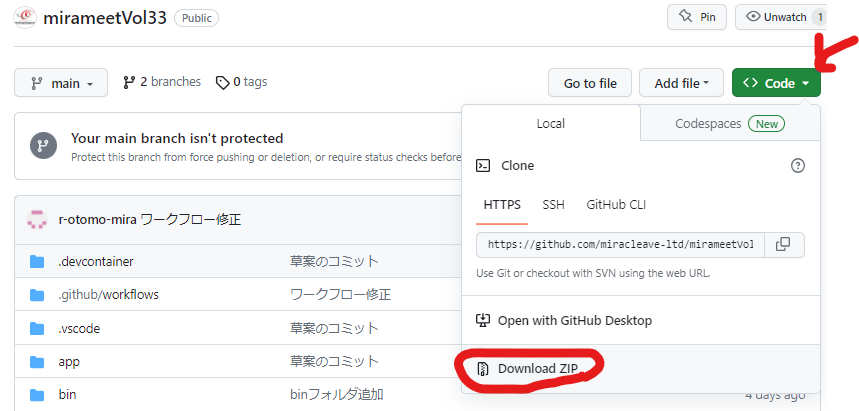 mirameetVol33 Public Pin Unwatch 1
main 2 branches 0 tags Go to file Add file Code
Local Codespaces New
Your main branch isn't protected
Protect this branch from force pushing or deletion, or require status checks before
Clone
HTTPS SSH GitHub CLI
https://github.com/miracleave-ltd/mirameetVol
Use Git or checkout with SVN using the web URL.
Open with GitHub Desktop
Download ZIP
r-otomo-mira ワークフロー修正
.devcontainer 草案のコミット
.github/workflows ワークフロー修正
.vscode 草案のコミット
app 草案のコミット
bin binフォルダ追加 4 days ago